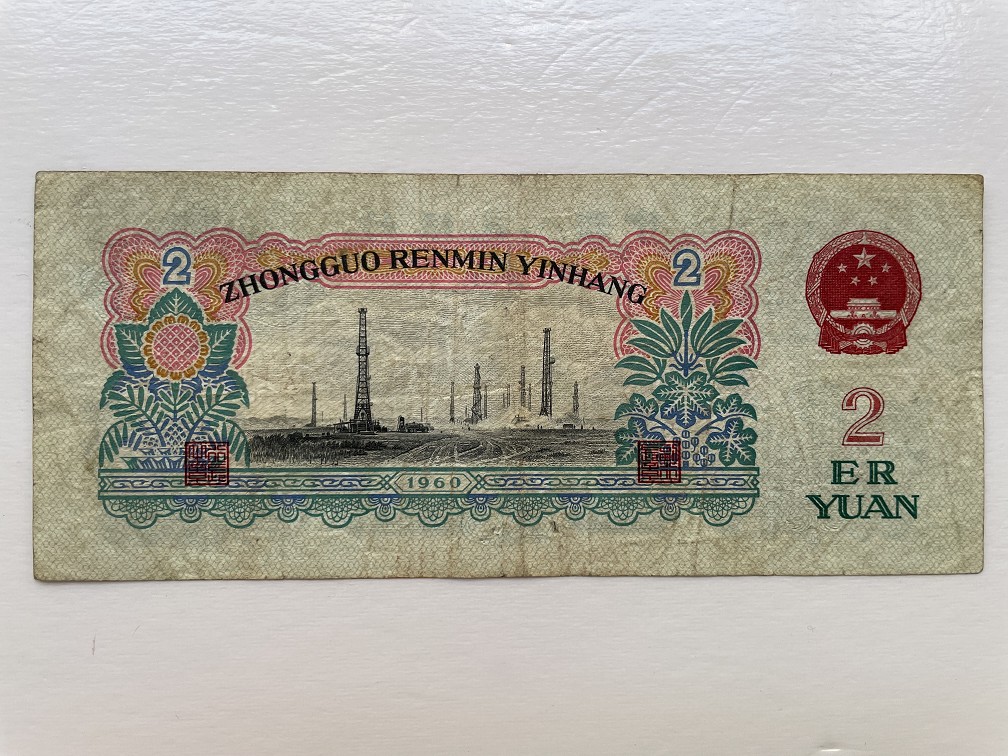 2
2
ZHONGGUO RENMIN YINHANG
1960
2
ER
YUAN